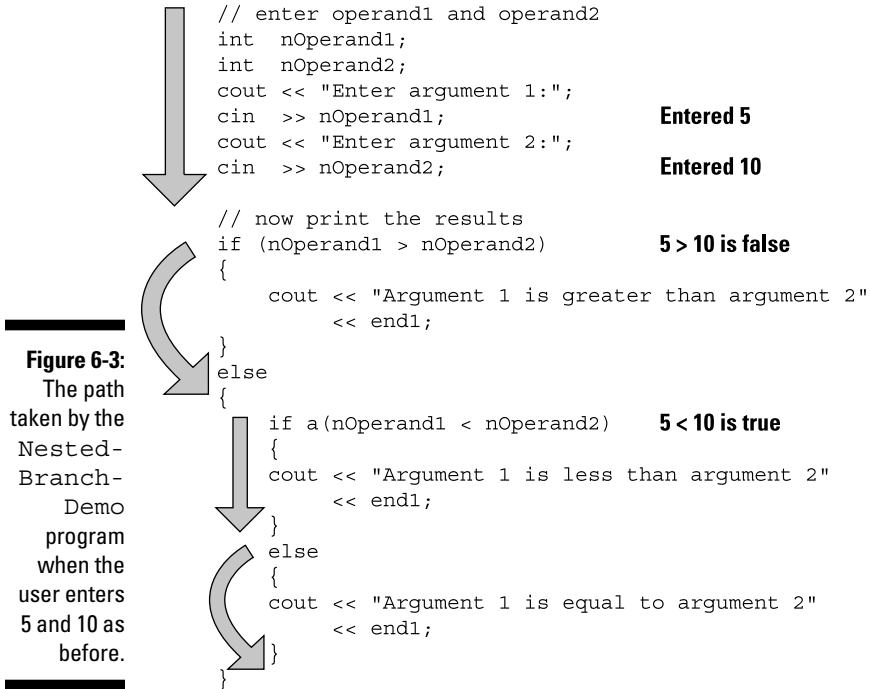 // enter operand1 and operand2
int  nOperand1;
int  nOperand2;
cout << "Enter argument 1:";
cin  >> nOperand1; Entered 5
cout << "Enter argument 2:";
cin  >> nOperand2; Entered 10
// now print the results
if (nOperand1 > nOperand2) 5 > 10 is false
{
cout << "Argument 1 is greater than argument 2"
<< end1;
}
else
{
if a(nOperand1 < nOperand2) 5 < 10 is true
{
cout << "Argument 1 is less than argument 2"
<< end1;
}
else
{
cout << "Argument 1 is equal to argument 2"
<< end1;
}
}
Figure 6-3:
The path
taken by the
Nested-
Branch-
Demo
program
when the
user enters
5 and 10 as
before.